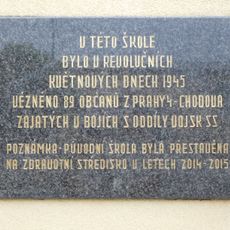 V TÉTO ŠKOLE
BYLO V REVOLUČNÍCH
KVĚTNOVÝCH DNECH 1945
VĚZNĚNO 89 OBČANŮ Z PRAHY 4-CHODOVA
ZAJATÝCH V BOJÍCH S ODDÍLY VOJSK SS
POZNÁMKA-PŮVODNÍ ŠKOLA BYLA PŘESTAVĚNA
NA ZDRAVOTNÍ STŘEDISKO V LETECH 2014-2015